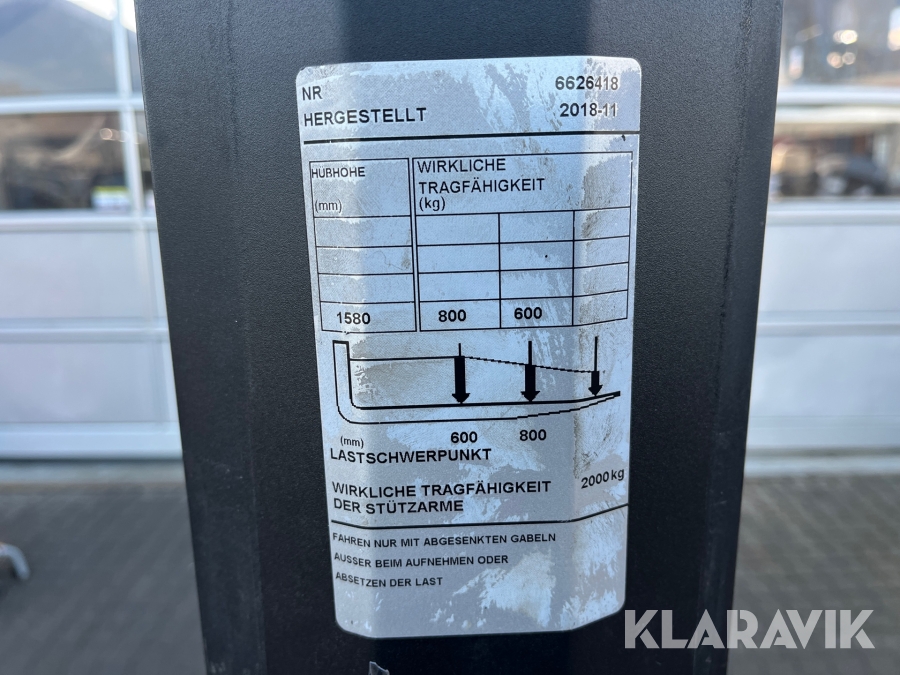 NR 6626418
HERGESTELLT 2018-11
HUBHÖHE
(mm)
WIRKLICHE
TRAGFÄHIGKEIT
(kg)
1580 800 600
(mm) 600 800
LASTSCHWERPUNKT
WIRKLICHE TRAGFÄHIGKEIT
DER STÜTZARME 2000kg
FAHREN NUR MIT ABGESENKTEN GABELN
AUSSER BEIM AUFNEHMEN ODER
ABSETZEN DER LAST
KLARAVIK